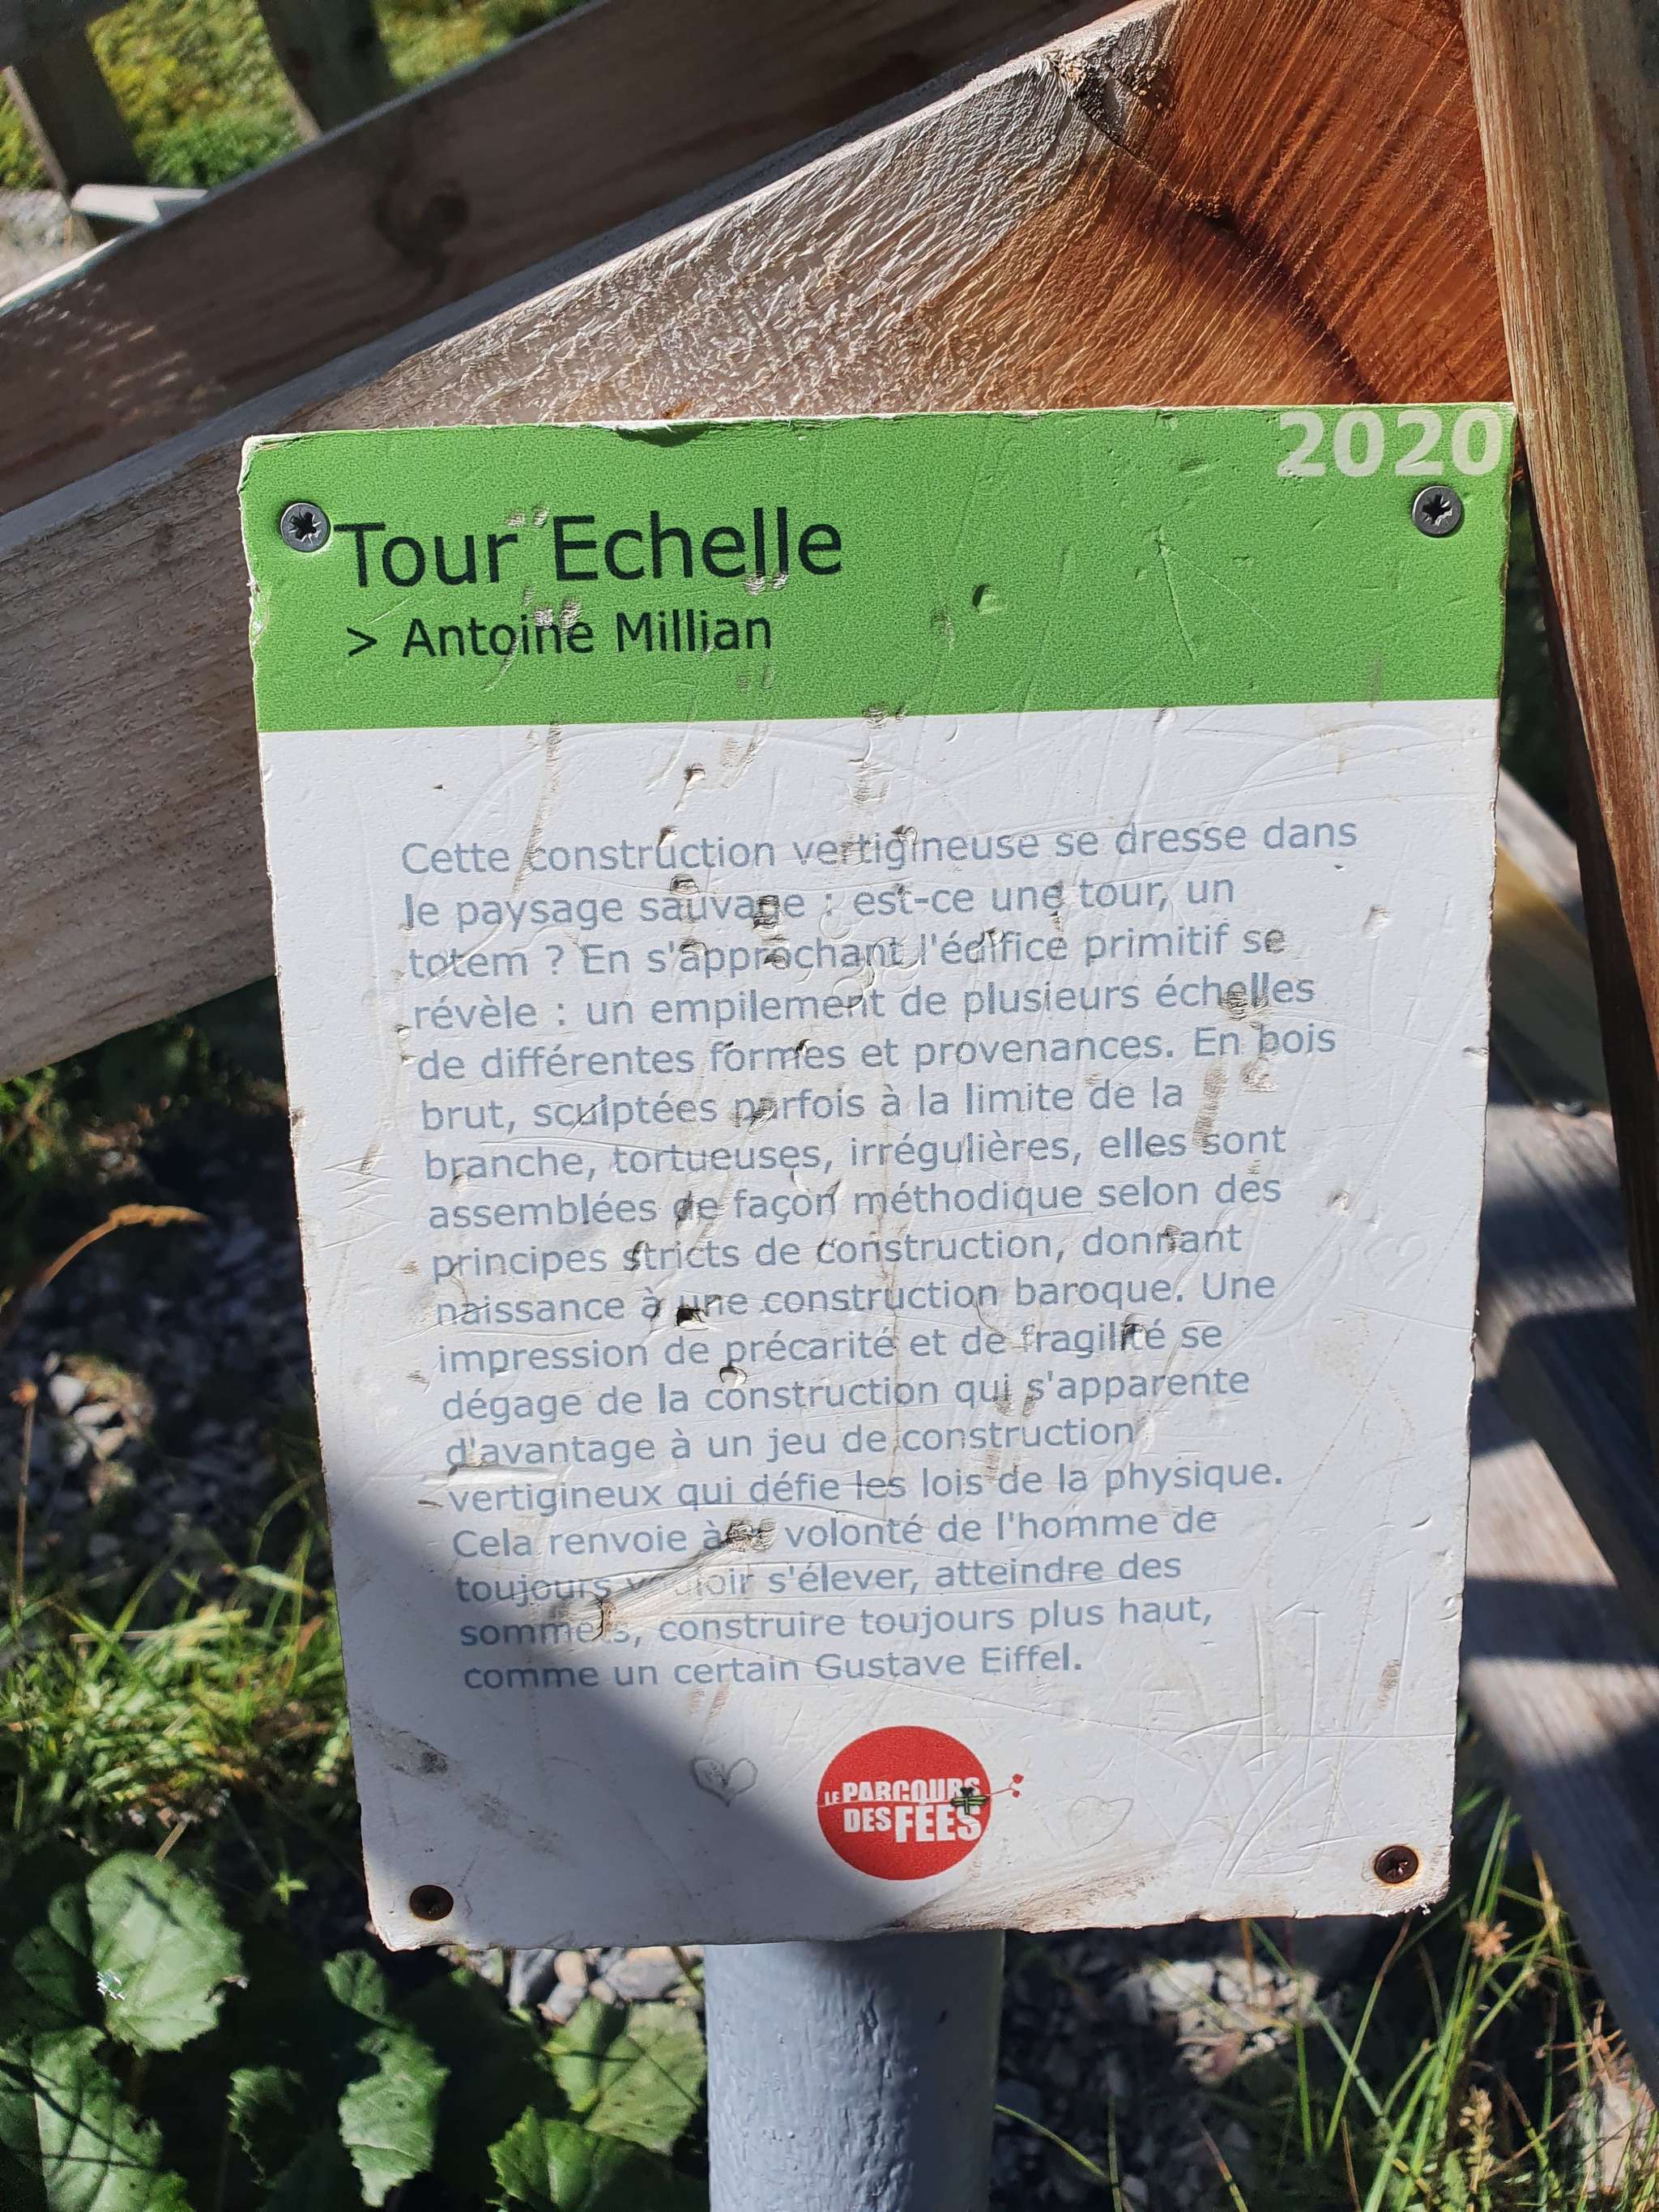 2020
Tour Echelle
> Antoine Millian
Cette construction vertigineuse se dresse dans
le paysage sauvage : est-ce une tour, un
totem ? En s'approchant l'édifice primitif se
révèle : un empilement de plusieurs échelles
de différentes formes et provenances. En bois
brut, sculptées parfois à la limite de la
branche, tortueuses, irrégulières, elles sont
assemblées de façon méthodique selon des
principes stricts de construction, donnant
naissance à une construction baroque. Une
impression de précarité et de fragilité se
dégage de la construction qui s'apparente
d'avantage à un jeu de construction
vertigineux qui défie les lois de la physique.
Cela renvoie à la volonté de l'homme de
toujours vouloir s'élever, atteindre des
sommets, construire toujours plus haut,
comme un certain Gustave Eiffel.
LE PARCOURS
DES FÉES